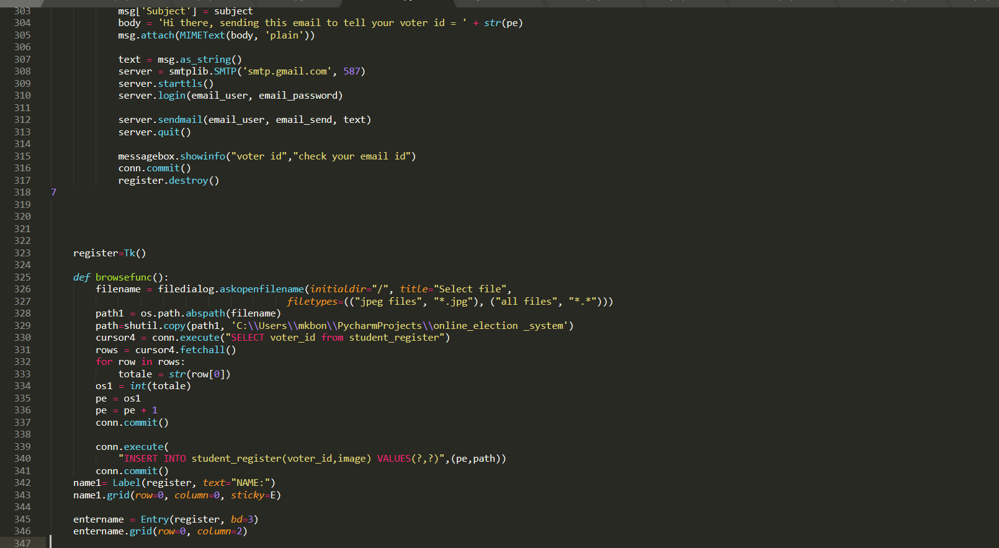 303 msg['Subject'] = subject
304 body = 'Hi there, sending this email to tell your voter id = ' + str(pe)
305 msg.attach(MIMEText(body, 'plain'))
306
307 text = msg.as_string()
308 server = smtplib.SMTP('smtp.gmail.com', 587)
309 server.starttls()
310 server.login(email_user, email_password)
311
312 server.sendmail(email_user, email_send, text)
313 server.quit()
314
315 messagebox.showinfo("voter id","check your email id")
316 conn.commit()
317 register.destroy()
318 7
319
320
321
322
323 register=Tk()
324
325 def browsefunc():
326 filename = filedialog.askopenfilename(initialdir="/", title="Select file",
327 filetypes=(("jpeg files", "*.jpg"), ("all files", "*.*")))
328 path1 = os.path.abspath(filename)
329 path=shutil.copy(path1, 'C:\\Users\\mkbon\\PycharmProjects\\online_election _system')
330 cursor4 = conn.execute("SELECT voter_id from student_register")
331 rows = cursor4.fetchall()
332 for row in rows:
333 totale = str(row[0])
334 os1 = int(totale)
335 pe = os1
336 pe = pe + 1
337 conn.commit()
338
339 conn.execute(
340 "INSERT INTO student_register(voter_id,image) VALUES(?,?)",(pe,path))
341 conn.commit()
342 name1= Label(register, text="NAME:")
343 name1.grid(row=0, column=0, sticky=E)
344
345 entername = Entry(register, bd=3)
346 entername.grid(row=0, column=2)
347